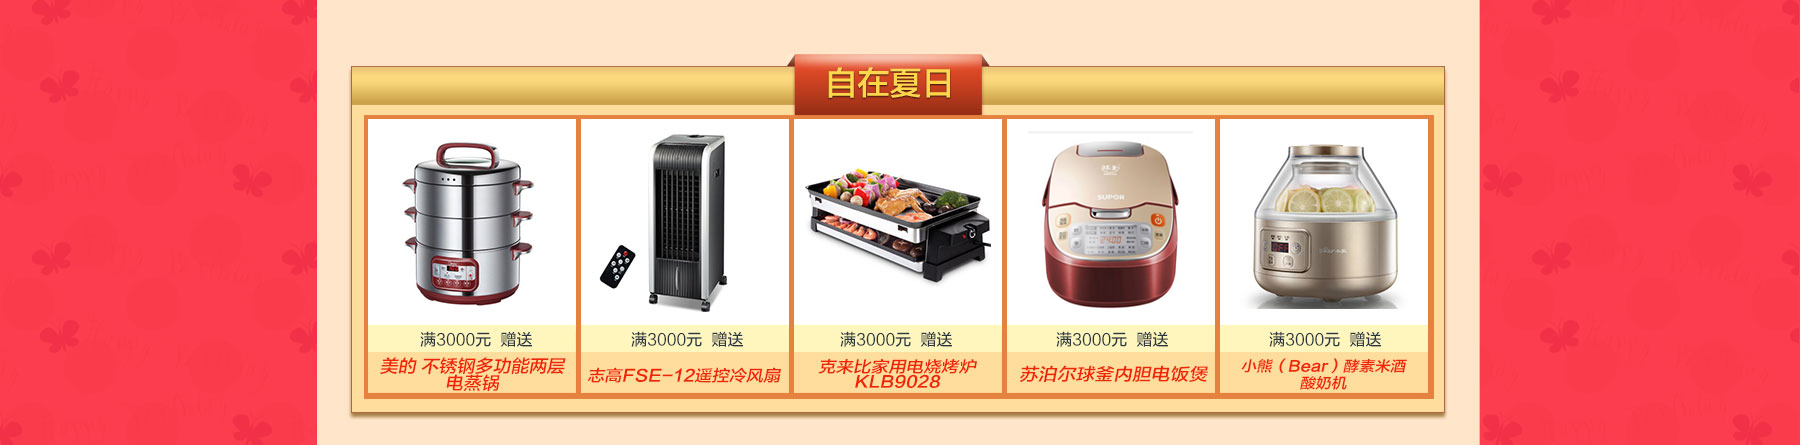 自在夏日
SUPOR
满3000元 赠送
满3000元 赠送
满3000元 赠送
满3000元 赠送
满3000元 赠送
美的 不锈钢多功能两层
电蒸锅
志高FSE-12遥控冷风扇
克来比家用电烧烤炉
KLB9028
苏泊尔球釜内胆电饭煲
小熊（Bear）酵素米酒
酸奶机